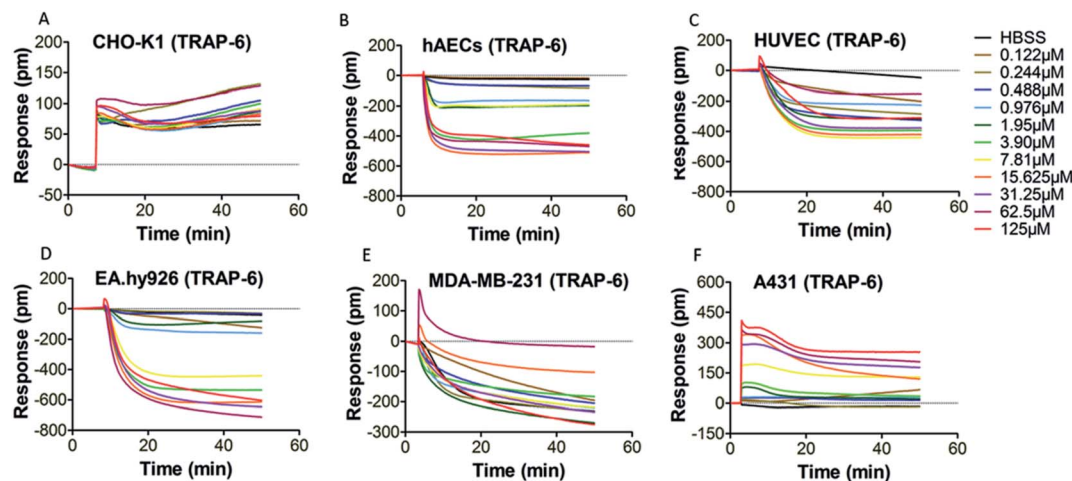 A
CHO-K1 (TRAP-6)
Response (pm)
200
150
100
50
0
-50
0 20 40 60
Time (min)
B
hAECs (TRAP-6)
Response (pm)
200
0
-200
-400
-600
-800
0 20 40 60
Time (min)
C
HUVEC (TRAP-6)
Response (pm)
200
0
-200
-400
-600
-800
0 20 40 60
Time (min)
HBSS
0.122µM
0.244µM
0.488µM
0.976µM
1.95µM
3.90µM
7.81µM
15.625µM
31.25µM
62.5µM
125µM
D
EA.hy926 (TRAP-6)
Response (pm)
200
0
-200
-400
-600
-800
0 20 40 60
Time (min)
E
MDA-MB-231 (TRAP-6)
Response (pm)
200
100
0
-100
-200
-300
0 20 40 60
Time (min)
F
A431 (TRAP-6)
Response (pm)
600
450
300
150
0
-150
0 20 40 60
Time (min)